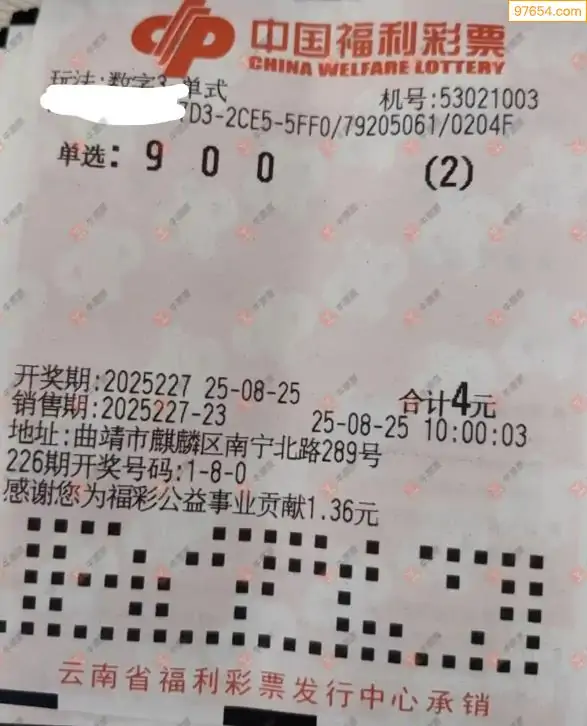 97654.com
中国福利彩票
CHINA WELFARE LOTTERY
玩法:数字3 单式
机号:53021003
7D3-2CE5-5FF0/79205061/0204F
单选: 9 0 0 (2)
开奖期:2025227 25-08-25 合计4元
销售期:2025227-23 25-08-25 10:00:03
地址:曲靖市麒麟区南宁北路289号
226期开奖号码:1-8-0
感谢您为福彩公益事业贡献1.36元
云南省福利彩票发行中心承销